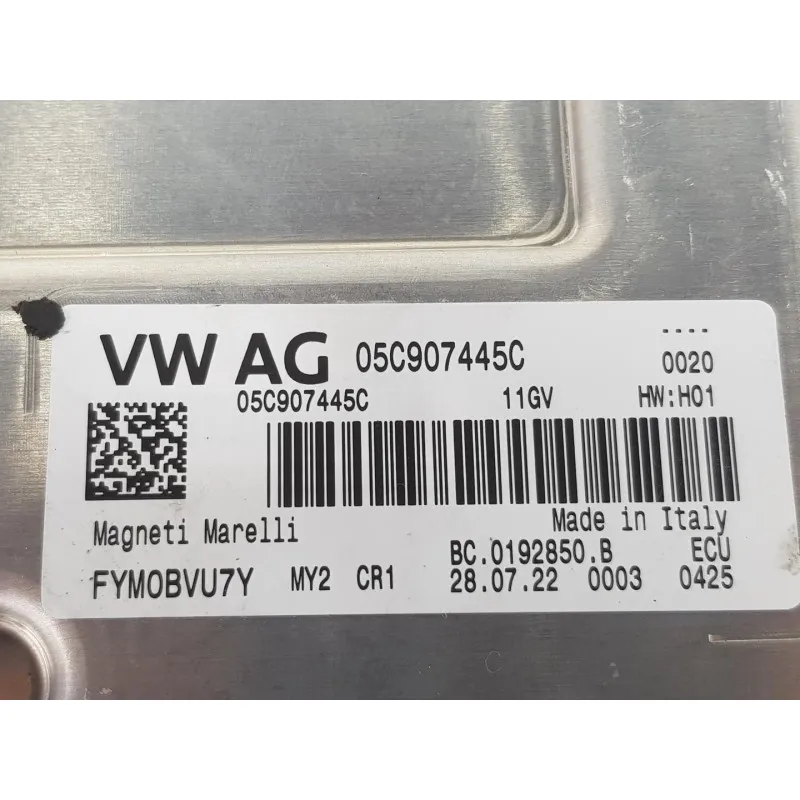 VW AG 05C907445C ----
0020
05C907445C 11GV HW:H01
Magneti Marelli Made in Italy
BC.0192850.B ECU
FYM0BVU7Y MY2 CR1 28.07.22 0003 0425